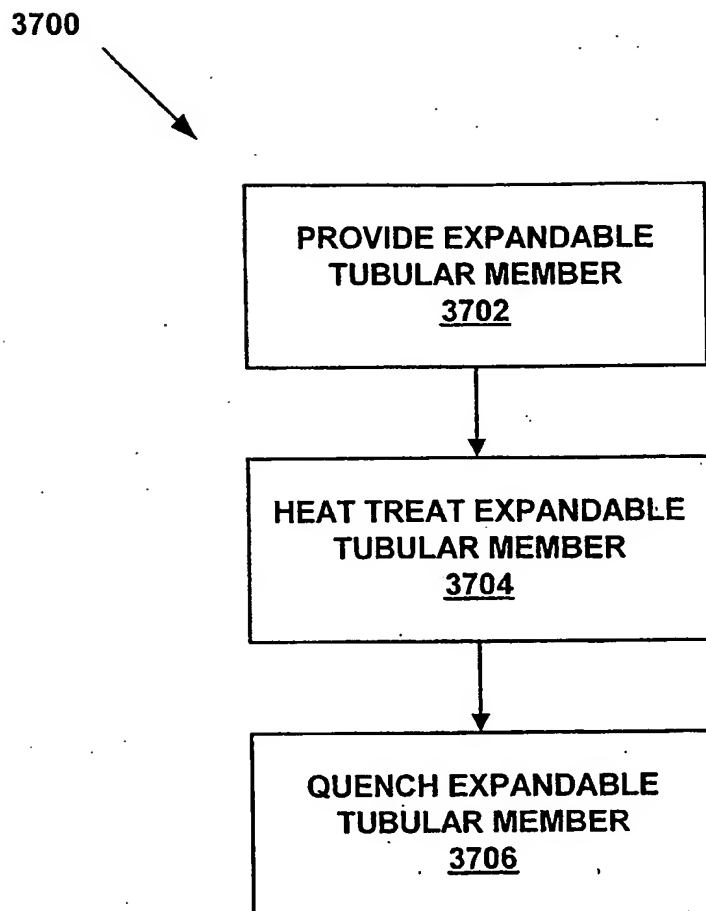 3700
PROVIDE EXPANDABLE
TUBULAR MEMBER
3702
HEAT TREAT EXPANDABLE
TUBULAR MEMBER
3704
QUENCH EXPANDABLE
TUBULAR MEMBER
3706